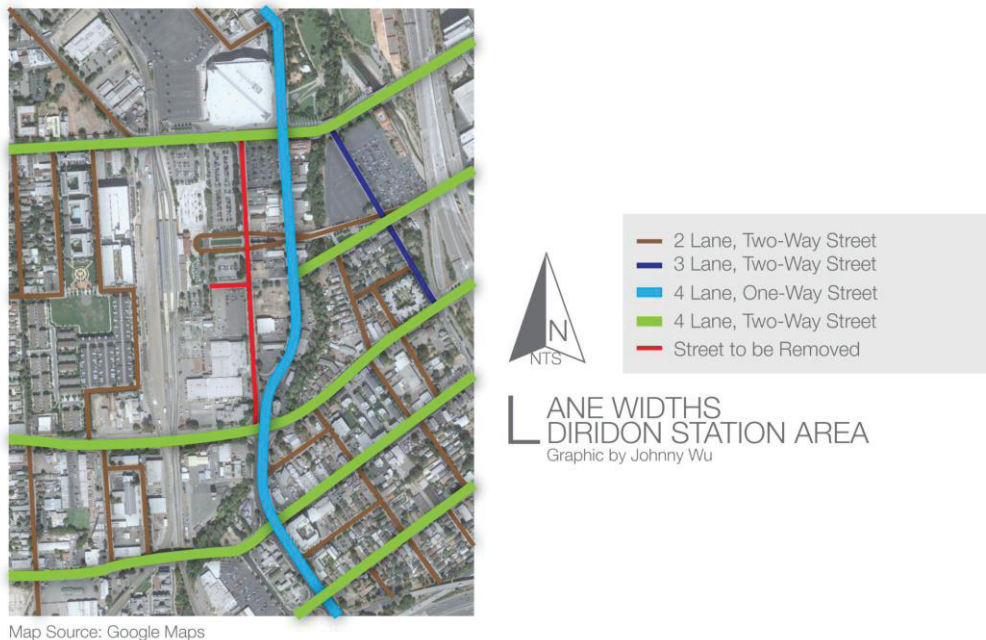 2 Lane, Two-Way Street
3 Lane, Two-Way Street
4 Lane, One-Way Street
4 Lane, Two-Way Street
Street to be Removed
N
NTS
LANE WIDTHS
DIRIDON STATION AREA
Graphic by Johnny Wu
Map Source: Google Maps